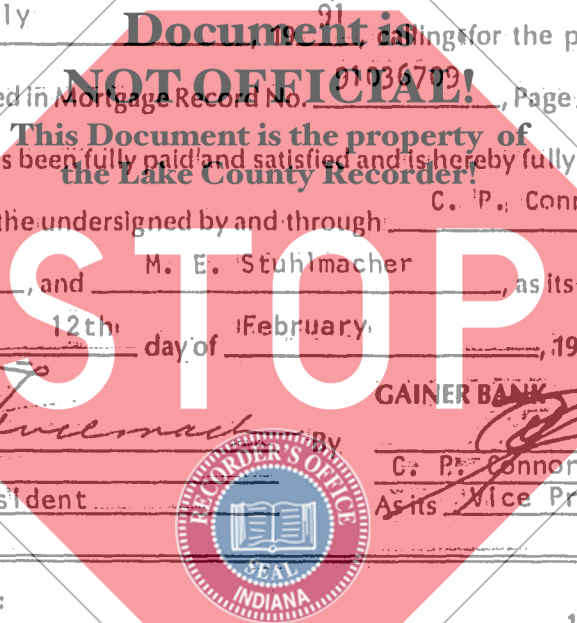 ly , 19 91 calling for the p
Document is
ed in Mortgage Record No. 91036709 , Page
NOT OFFICIAL!
This Document is the property of
s been fully paid and satisfied and is hereby fully
the Lake County Recorder!
the undersigned by and through C. P. Conn
, and M. E. Stuhlmacher , as its
STOP
12th day of February , 19
GAINER BANK
By
C. P. Connor
sident As its Vice Pr
RECORDER'S OFFICE
SEAL
INDIANA
: